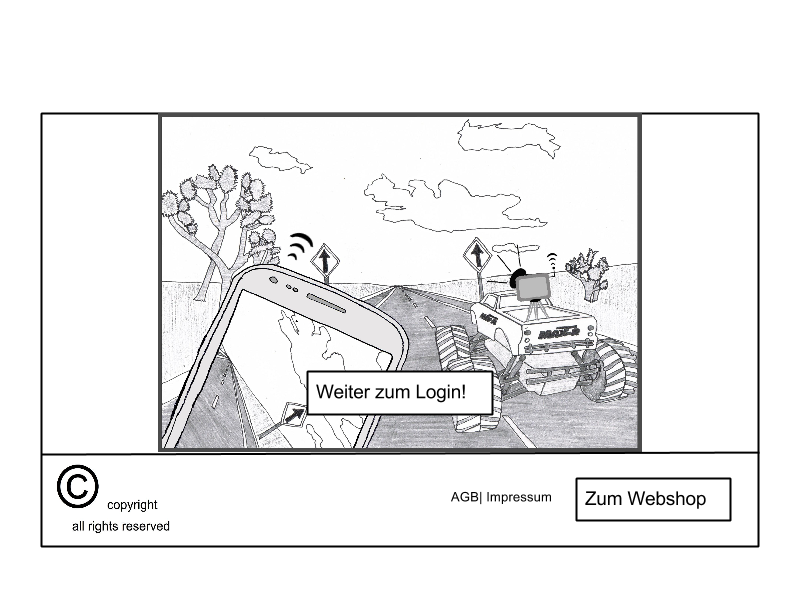 Weiter zum Login!
©
copyright
all rights reserved
AGB| Impressum
Zum Webshop